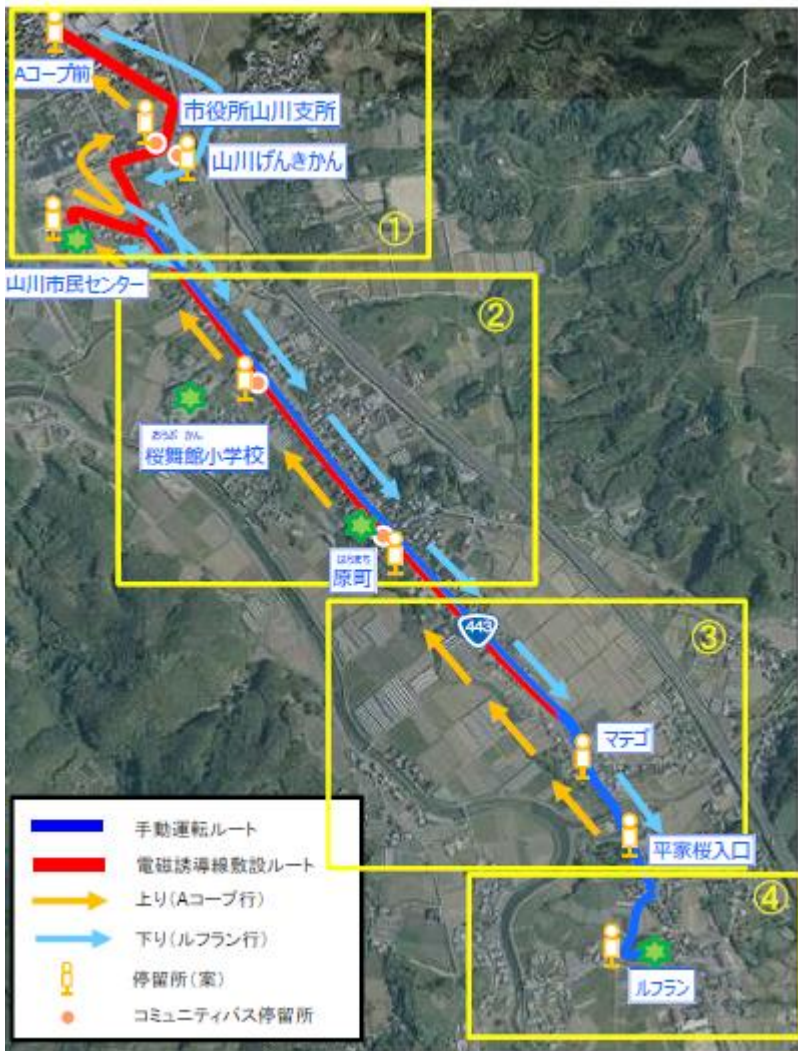 Aコープ前
市役所山川支所
山川げんきかん
①
山川市民センター
②
おうぶ かん
桜舞館小学校
はらまち
原町
443
③
マテゴ
平家桜入口
④
ルフラン
手動運転ルート
電磁誘導線敷設ルート
上り(Aコープ行)
下り(ルフラン行)
停留所(案)
コミュニティバス停留所